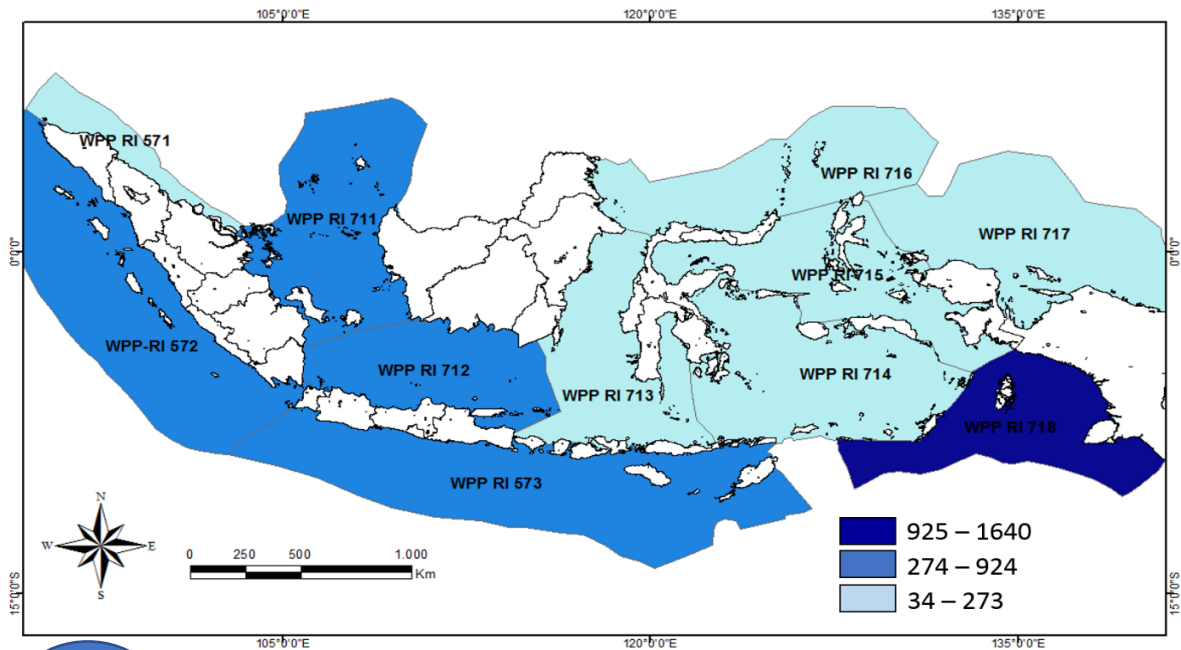 105°0'0"E 120°0'0"E 135°0'0"E
WPP RI 571
WPP RI 716
WPP RI 711
WPP RI 717
0°0'0" 0°0'0"
WPP RI 715
WPP-RI 572
WPP RI 712
WPP RI 714
WPP RI 713
WPP RI 718
WPP RI 573
N
W E
S
0 250 500 1.000
Km
925 – 1640
274 – 924
34 – 273
15°0'0"S 15°0'0"S
105°0'0"E 120°0'0"E 135°0'0"E